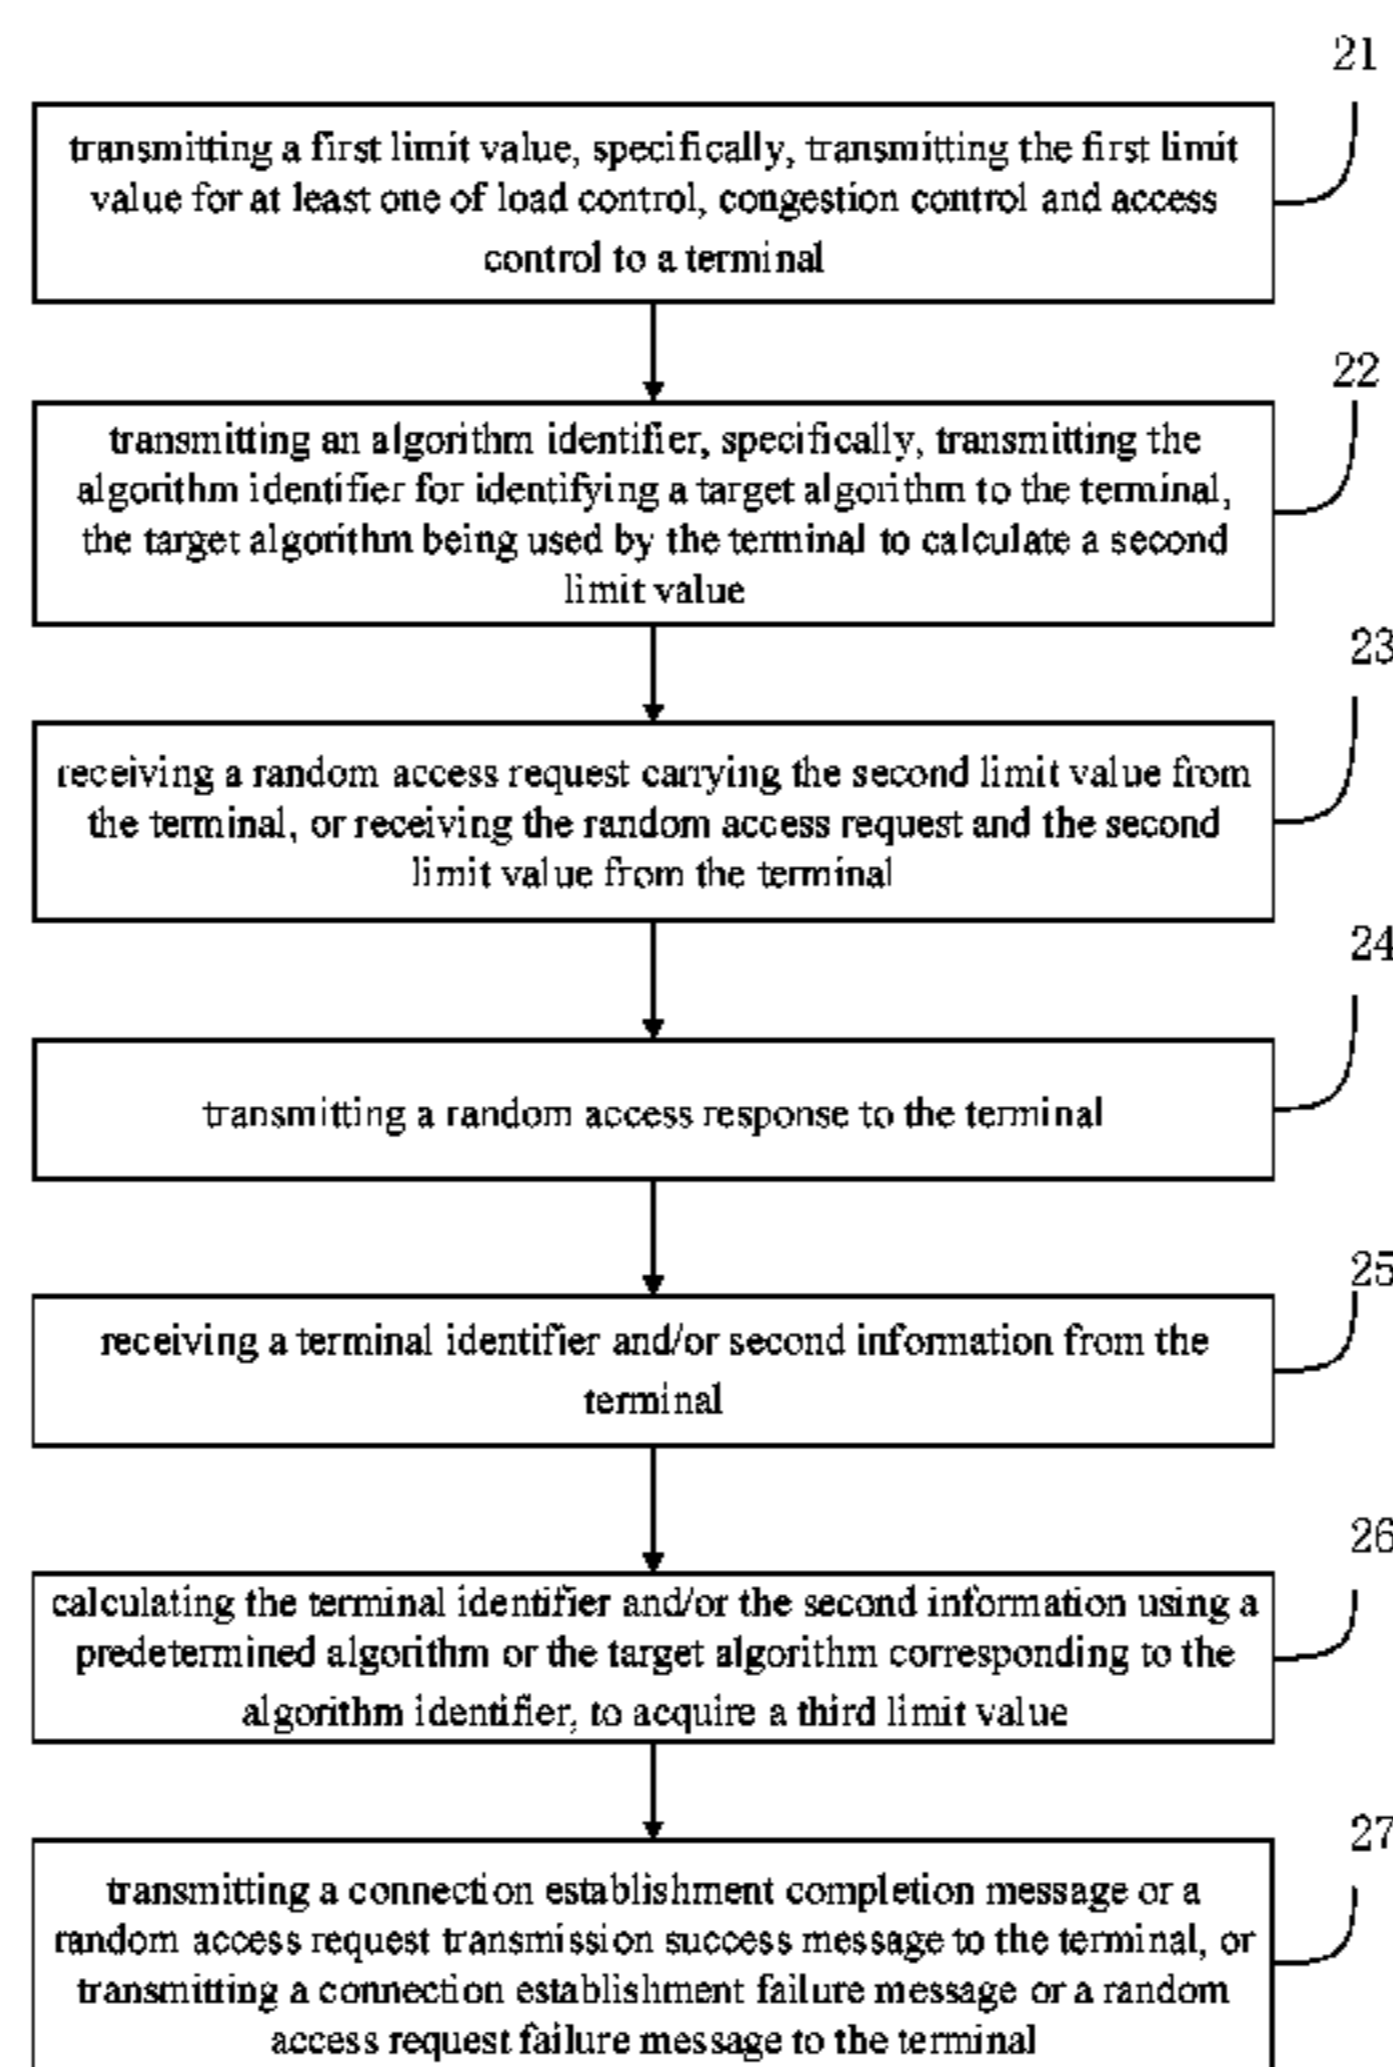 21
transmitting a first limit value, specifically, transmitting the first limit
value for at least one of load control, congestion control and access
control to a terminal
22
transmitting an algorithm identifier, specifically, transmitting the
algorithm identifier for identifying a target algorithm to the terminal,
the target algorithm being used by the terminal to calculate a second
limit value
23
receiving a random access request carrying the second limit value from
the terminal, or receiving the random access request and the second
limit value from the terminal
24
transmitting a random access response to the terminal
25
receiving a terminal identifier and/or second information from the
terminal
26
calculating the terminal identifier and/or the second information using a
predetermined algorithm or the target algorithm corresponding to the
algorithm identifier, to acquire a third limit value
27
transmitting a connection establishment completion message or a
random access request transmission success message to the terminal, or
transmitting a connection establishment failure message or a random
access request failure message to the terminal